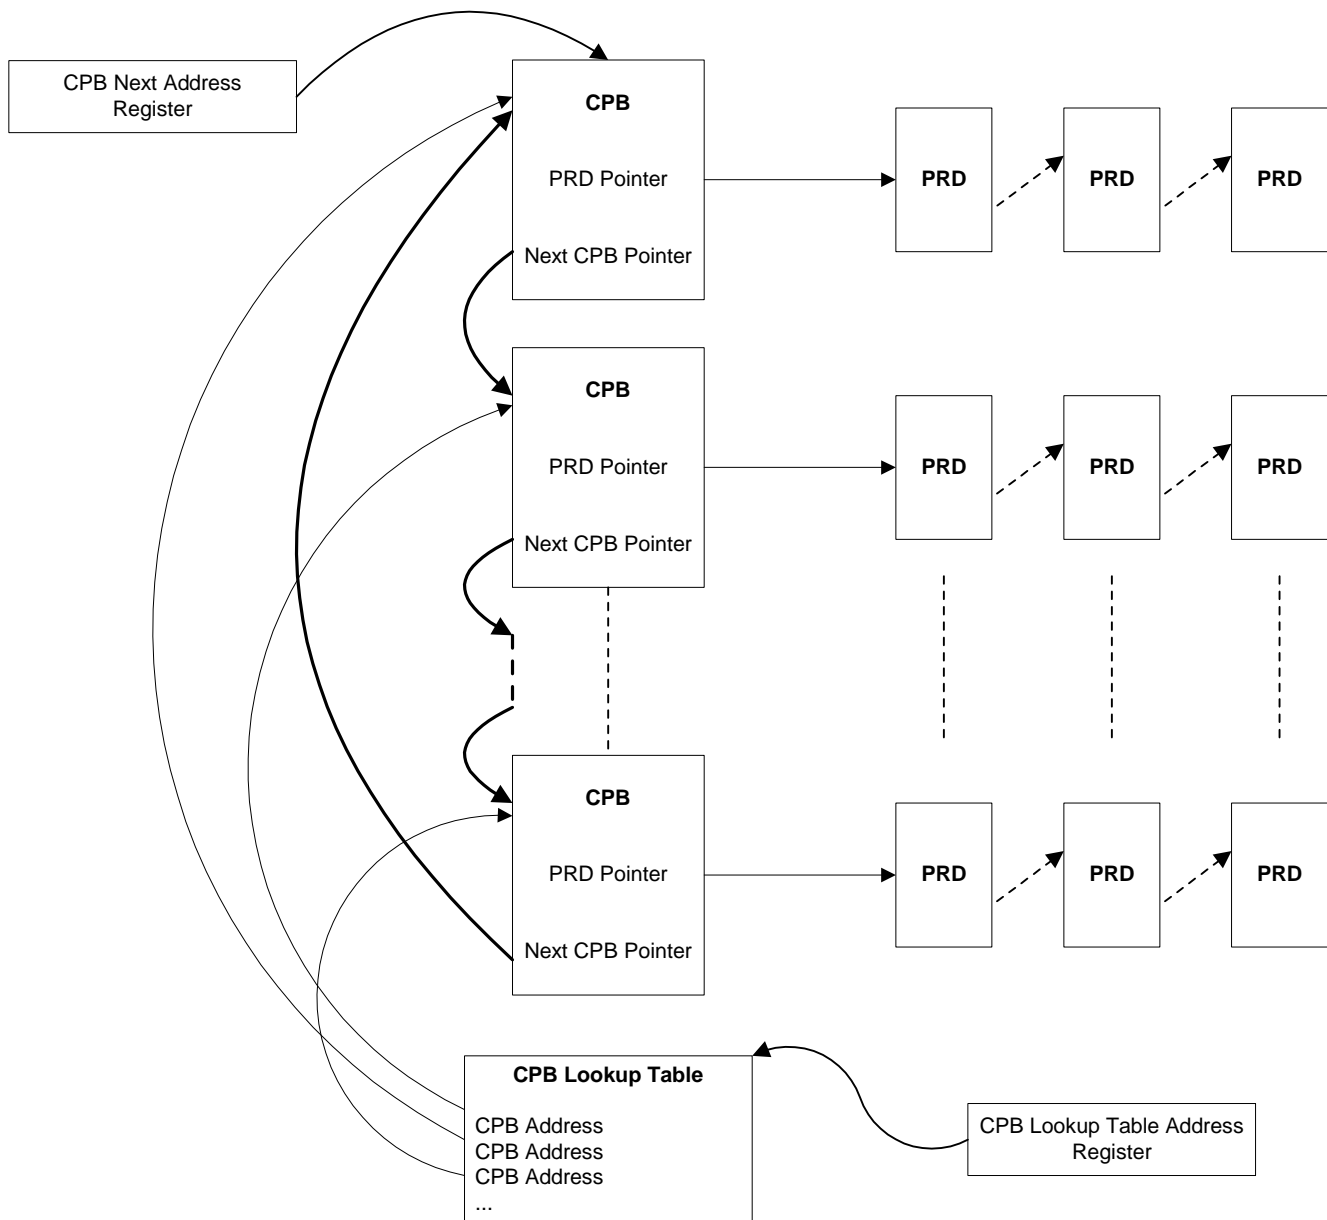 CPB Next Address
Register
CPB
PRD Pointer
Next CPB Pointer
PRD
PRD
PRD
CPB
PRD Pointer
Next CPB Pointer
PRD
PRD
PRD
CPB
PRD Pointer
Next CPB Pointer
PRD
PRD
PRD
CPB Lookup Table
CPB Address
CPB Address
CPB Address
...
CPB Lookup Table Address
Register